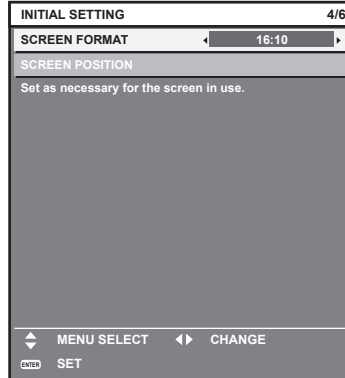 INITIAL SETTING 4/6
SCREEN FORMAT 16:10
SCREEN POSITION
Set as necessary for the screen in use.
MENU SELECT CHANGE
ENTER SET